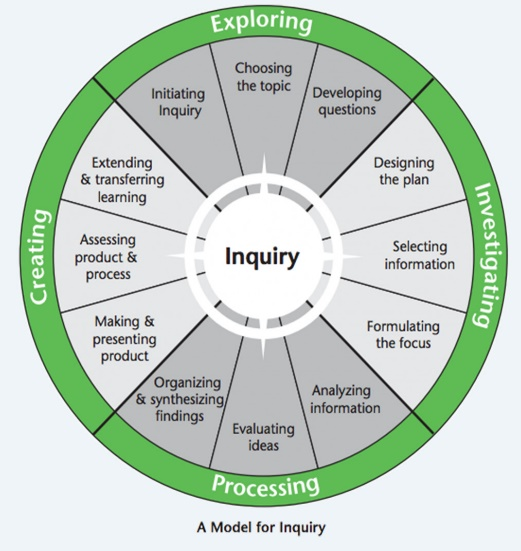 Exploring
Initiating
Inquiry
Choosing
the topic
Developing
questions
Investigating
Designing
the plan
Selecting
information
Formulating
the focus
Processing
Analyzing
information
Evaluating
ideas
Organizing
& synthesizing
findings
Creating
Making &
presenting
product
Assessing
product &
process
Extending
& transferring
learning
Inquiry
A Model for Inquiry